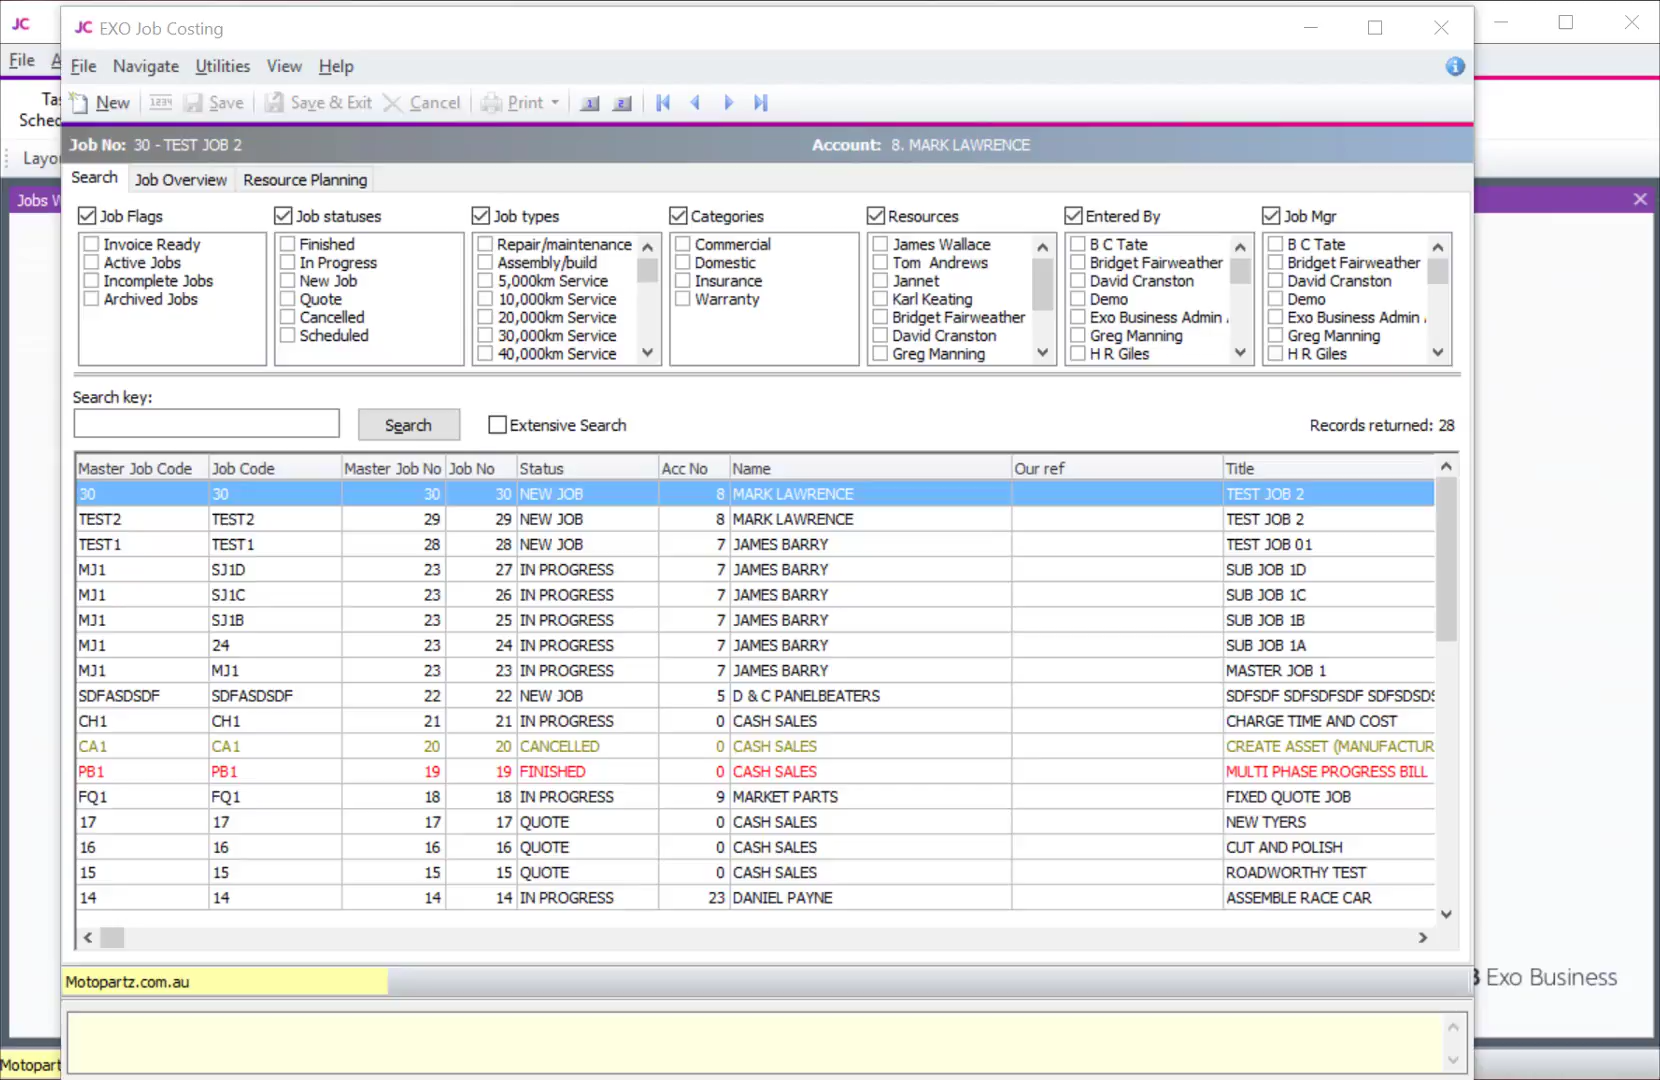 JC
JC EXO Job Costing
File
File Navigate Utilities View Help
New 1234 Save Save & Exit Cancel Print 1 2
Job No: 30 - TEST JOB 2 Account: 8. MARK LAWRENCE
Layou
Search Job Overview Resource Planning
Jobs
Job Flags Job statuses Job types Categories Resources Entered By Job Mgr
Invoice Ready Finished Repair/maintenance Commercial James Wallace B C Tate B C Tate
Active Jobs In Progress Assembly/build Domestic Tom Andrews Bridget Fairweather Bridget Fairweather
Incomplete Jobs New Job 5,000km Service Insurance Jannet David Cranston David Cranston
Archived Jobs Quote 10,000km Service Warranty Karl Keating Demo Demo
Cancelled 20,000km Service Bridget Fairweather Exo Business Admin Exo Business Admin
Scheduled 30,000km Service David Cranston Greg Manning Greg Manning
40,000km Service Greg Manning H R Giles H R Giles
Search key:
Search Extensive Search Records returned: 28
Master Job Code Job Code Master Job No Job No Status Acc No Name Our ref Title
30 30 30 30 NEW JOB 8 MARK LAWRENCE TEST JOB 2
TEST2 TEST2 29 29 NEW JOB 8 MARK LAWRENCE TEST JOB 2
TEST1 TEST1 28 28 NEW JOB 7 JAMES BARRY TEST JOB 01
MJ1 SJ1D 23 27 IN PROGRESS 7 JAMES BARRY SUB JOB 1D
MJ1 SJ1C 23 26 IN PROGRESS 7 JAMES BARRY SUB JOB 1C
MJ1 SJ1B 23 25 IN PROGRESS 7 JAMES BARRY SUB JOB 1B
MJ1 24 23 24 IN PROGRESS 7 JAMES BARRY SUB JOB 1A
MJ1 MJ1 23 23 IN PROGRESS 7 JAMES BARRY MASTER JOB 1
SDFASDSDF SDFASDSDF 22 22 NEW JOB 5 D & C PANELBEATERS SDFSDF SDFSDFSDF SDFSDSDS
CH1 CH1 21 21 IN PROGRESS 0 CASH SALES CHARGE TIME AND COST
CA1 CA1 20 20 CANCELLED 0 CASH SALES CREATE ASSET (MANUFACTUR
PB1 PB1 19 19 FINISHED 0 CASH SALES MULTI PHASE PROGRESS BILL
FQ1 FQ1 18 18 IN PROGRESS 9 MARKET PARTS FIXED QUOTE JOB
17 17 17 17 QUOTE 0 CASH SALES NEW TYERS
16 16 16 16 QUOTE 0 CASH SALES CUT AND POLISH
15 15 15 15 QUOTE 0 CASH SALES ROADWORTHY TEST
14 14 14 14 IN PROGRESS 23 DANIEL PAYNE ASSEMBLE RACE CAR
Motopartz.com.au
Exo Business
Motopart